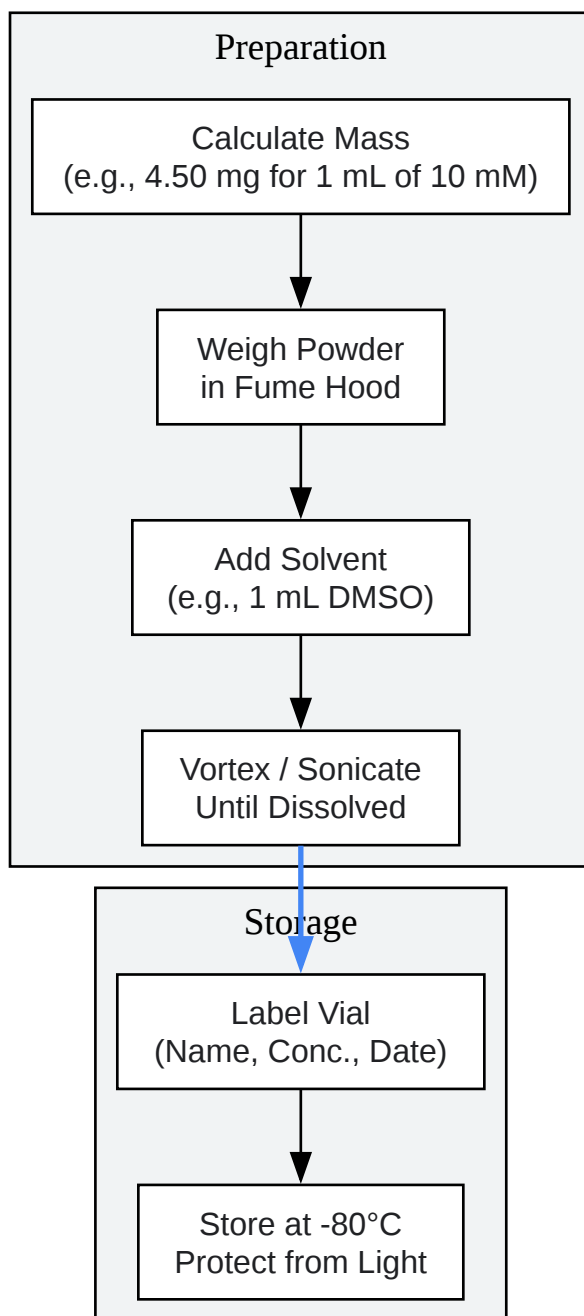 Preparation
Calculate Mass
(e.g., 4.50 mg for 1 mL of 10 mM)
Weigh Powder
in Fume Hood
Add Solvent
(e.g., 1 mL DMSO)
Vortex / Sonicate
Until Dissolved
Storage
Label Vial
(Name, Conc., Date)
Store at -80°C
Protect from Light